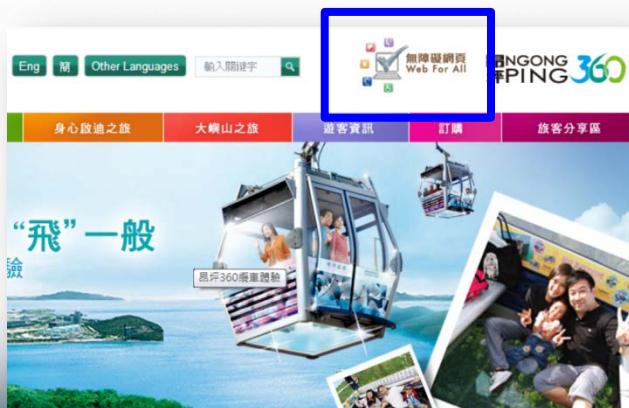 Eng 簡 Other Languages 輸入關鍵字
無障礙網頁
Web For All
昂坪 NGONG PING 360
身心啟迪之旅 大嶼山之旅 遊客資訊 訂購 旅客分享區
“飛”一般
驗
昂坪360纜車體驗